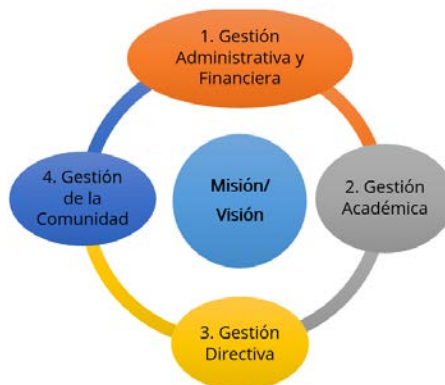 1. Gestión
Administrativa y
Financiera
2. Gestión
Académica
3. Gestión
Directiva
4. Gestión
de la
Comunidad
Misión/
Visión